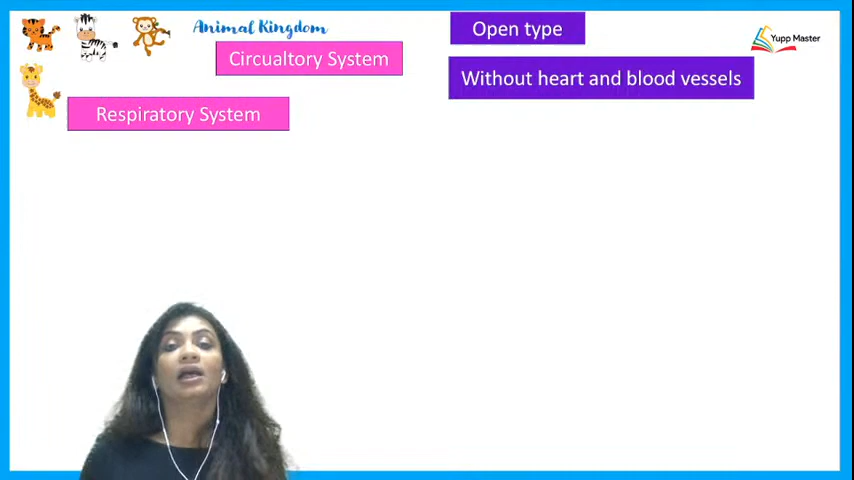 Animal Kingdom
Open type
Yupp Master
Circualtory System
Without heart and blood vessels
Respiratory System